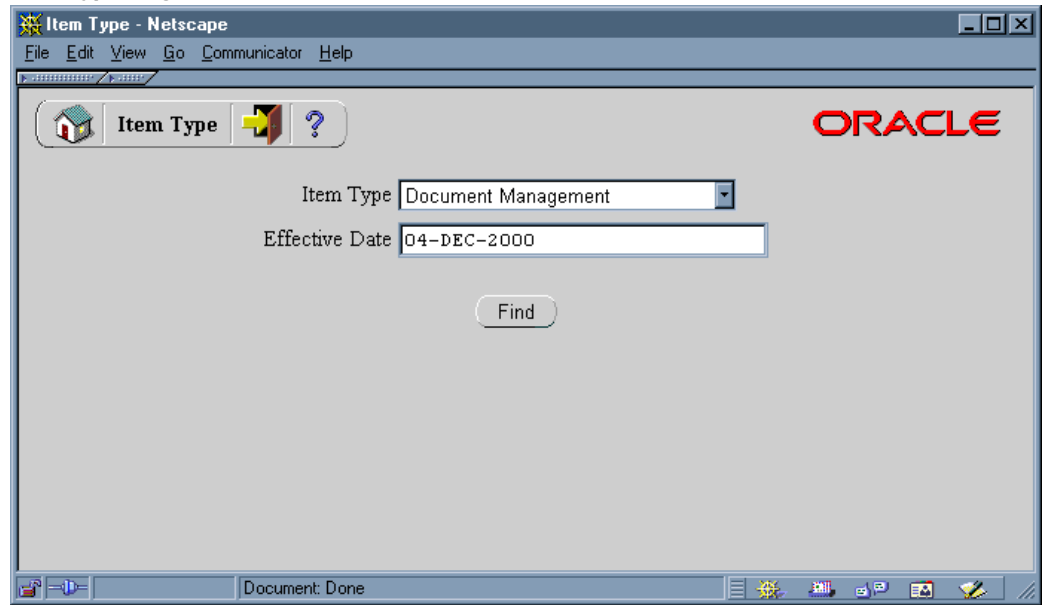 Item Type - Netscape
File Edit View Go Communicator Help
Item Type ? ORACLE
Item Type Document Management
Effective Date 04-DEC-2000
Find
Document: Done